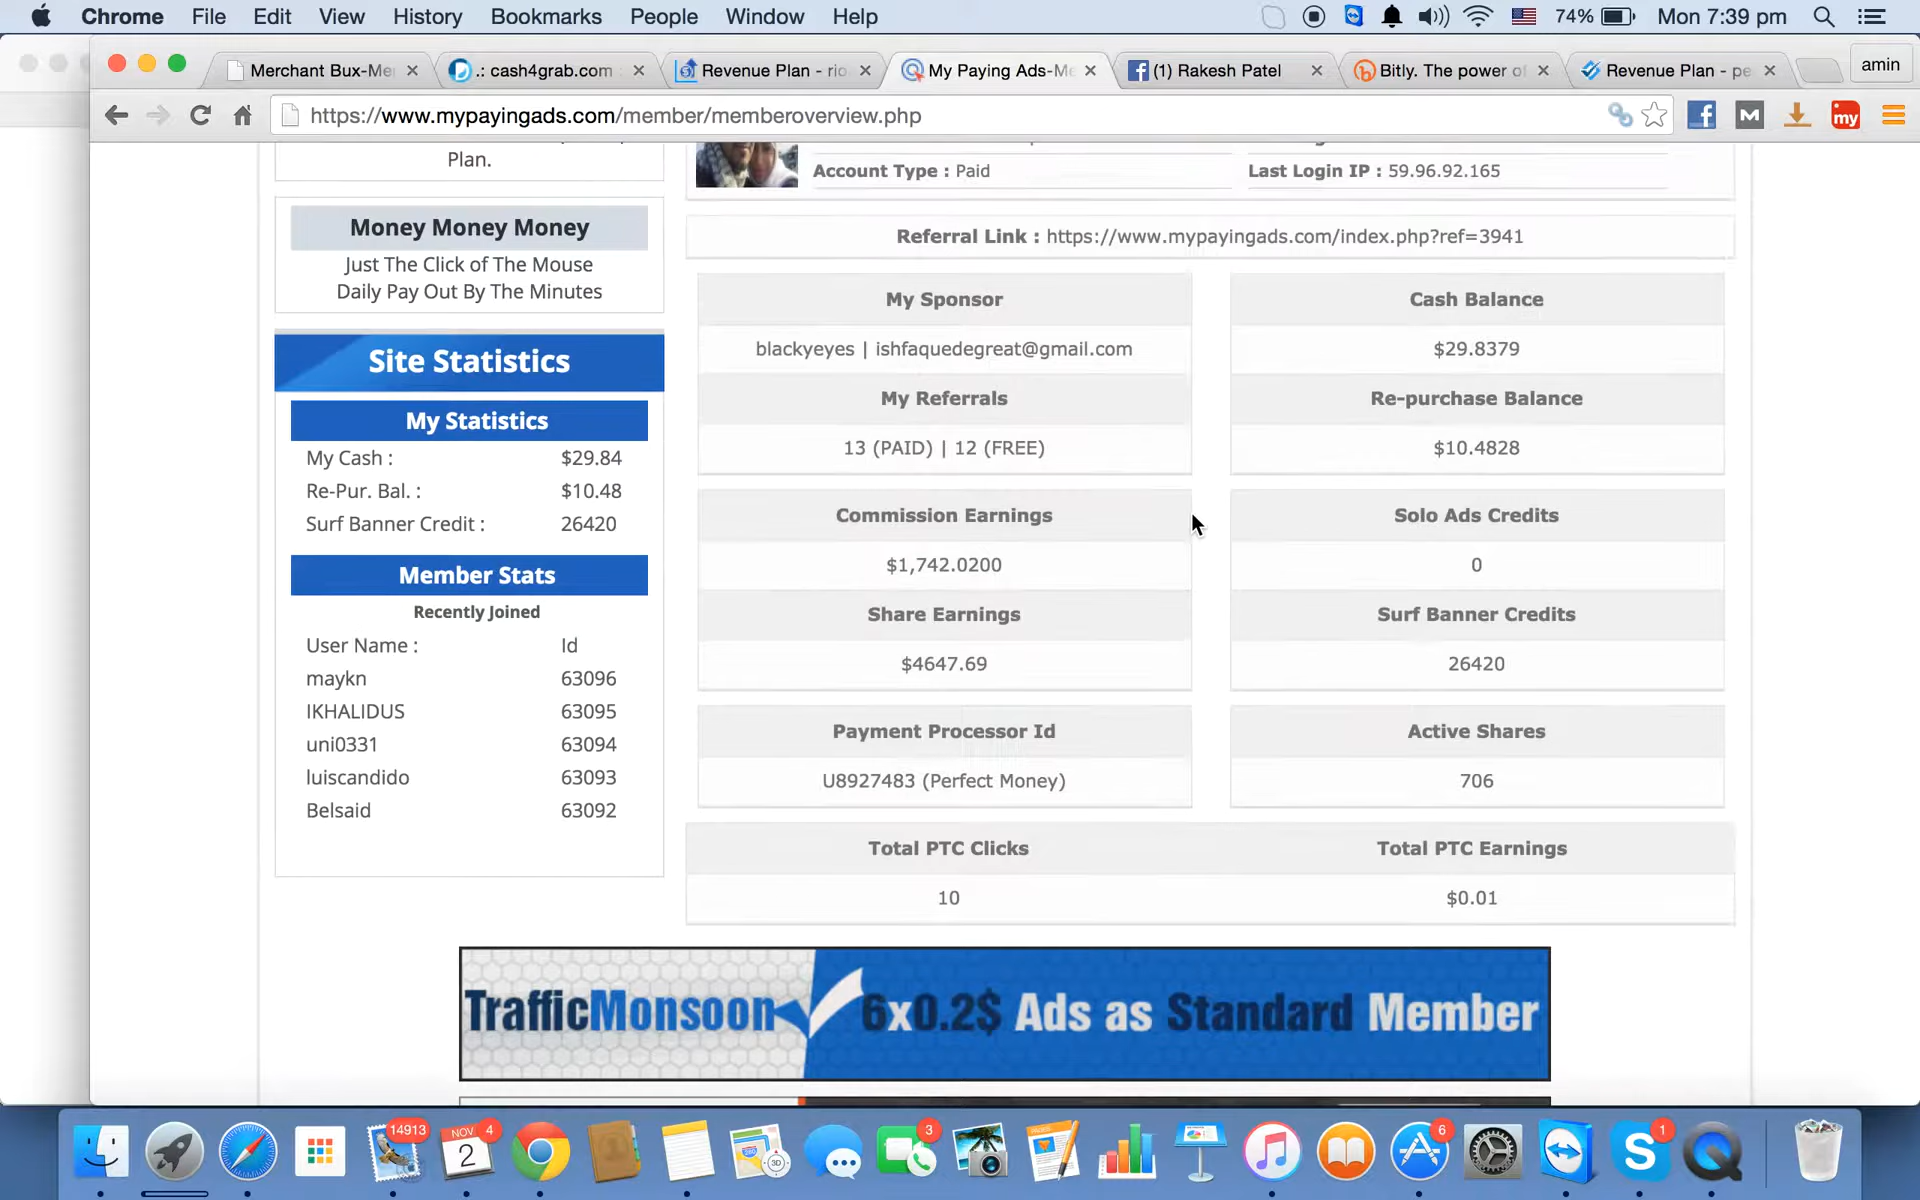 Chrome File Edit View History Bookmarks People Window Help 74% Mon 7:39 pm
Merchant Bux-Me .: cash4grab.com Revenue Plan - rio My Paying Ads-Me (1) Rakesh Patel Bitly. The power of Revenue Plan - pe amin
https://www.mypayingads.com/member/memberoverview.php
Plan.
Account Type : Paid
Last Login IP : 59.96.92.165
Money Money Money
Just The Click of The Mouse
Daily Pay Out By The Minutes
Referral Link : https://www.mypayingads.com/index.php?ref=3941
Site Statistics
My Statistics
My Cash : $29.84
Re-Pur. Bal. : $10.48
Surf Banner Credit : 26420
Member Stats
Recently Joined
User Name : Id
maykn 63096
IKHALIDUS 63095
uni0331 63094
luiscandido 63093
Belsaid 63092
My Sponsor
blackyeyes | ishfaquedegreat@gmail.com
My Referrals
13 (PAID) | 12 (FREE)
Cash Balance
$29.8379
Re-purchase Balance
$10.4828
Commission Earnings
$1,742.0200
Share Earnings
$4647.69
Solo Ads Credits
0
Surf Banner Credits
26420
Payment Processor Id
U8927483 (Perfect Money)
Active Shares
706
Total PTC Clicks
10
Total PTC Earnings
$0.01
TrafficMonsoon 6x0.2$ Ads as Standard Member
14913
NOV 4
2
3
3D
6
1
my